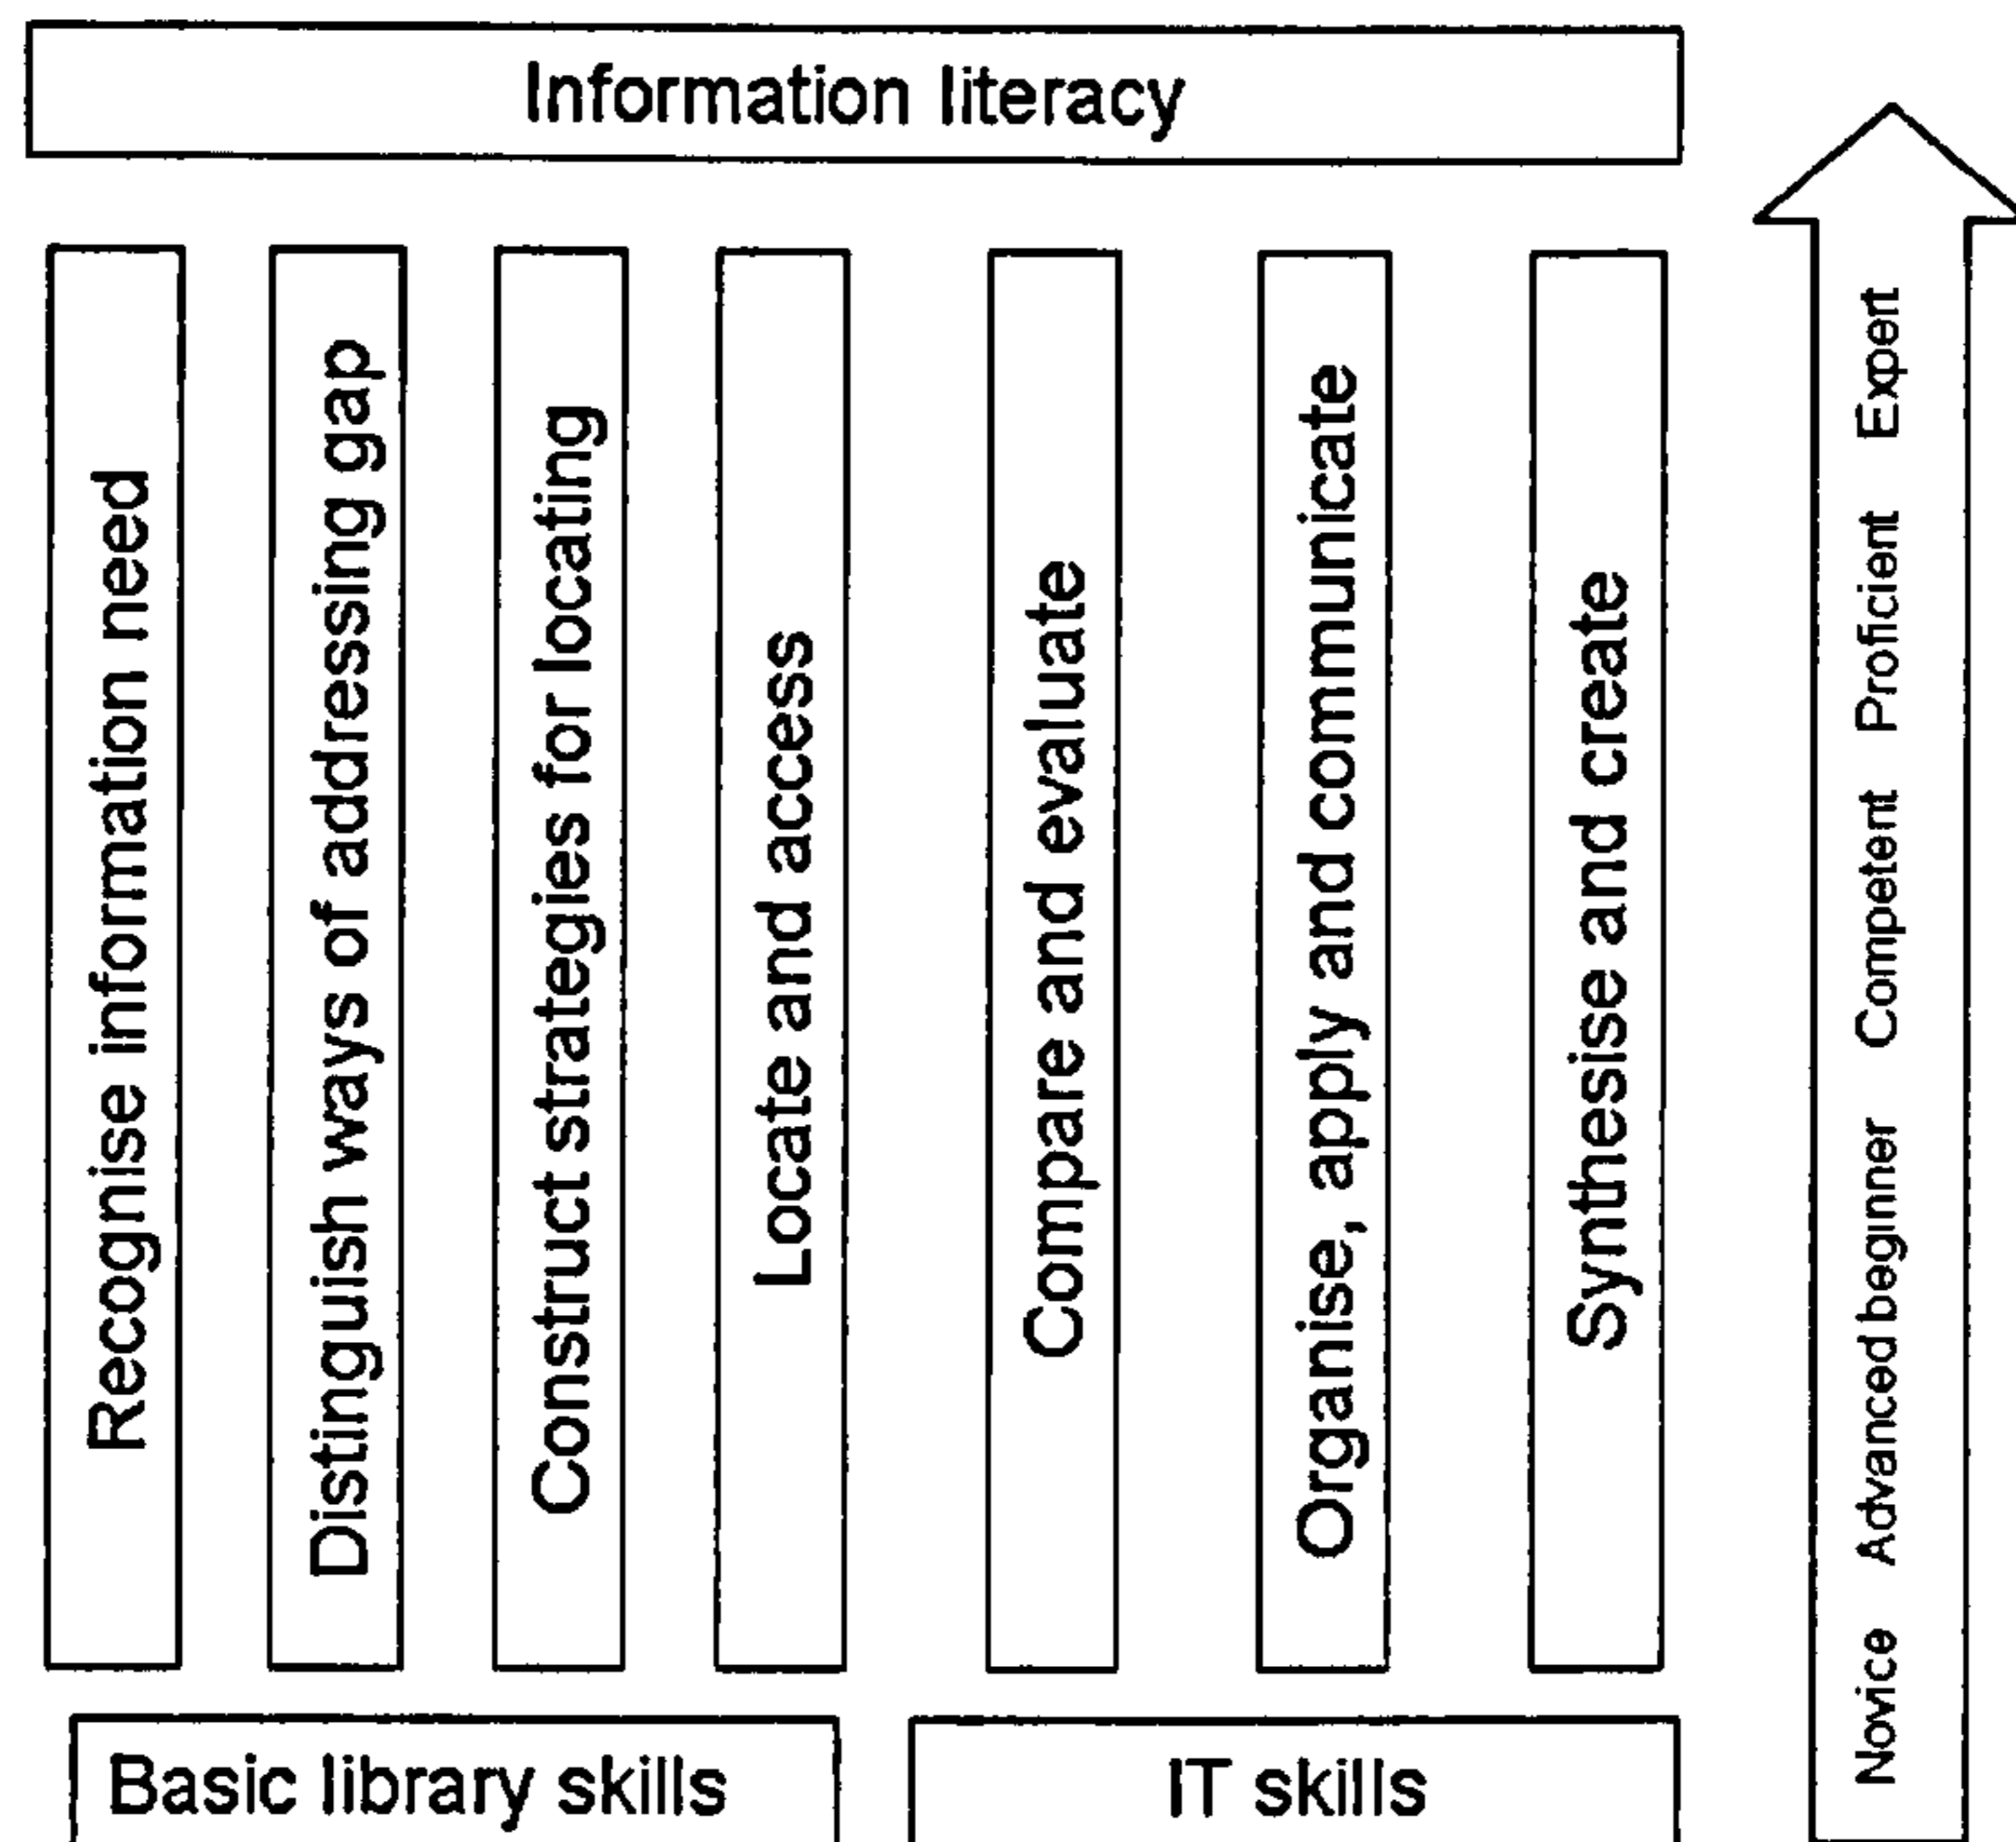 Information literacy
Recognise information need
Distinguish ways of addressing gap
Construct strategies for locating
Locate and access
Compare and evaluate
Organise, apply and communicate
Synthesise and create
Novice Advanced beginner Competent Proficient Expert
Basic library skills
IT skills